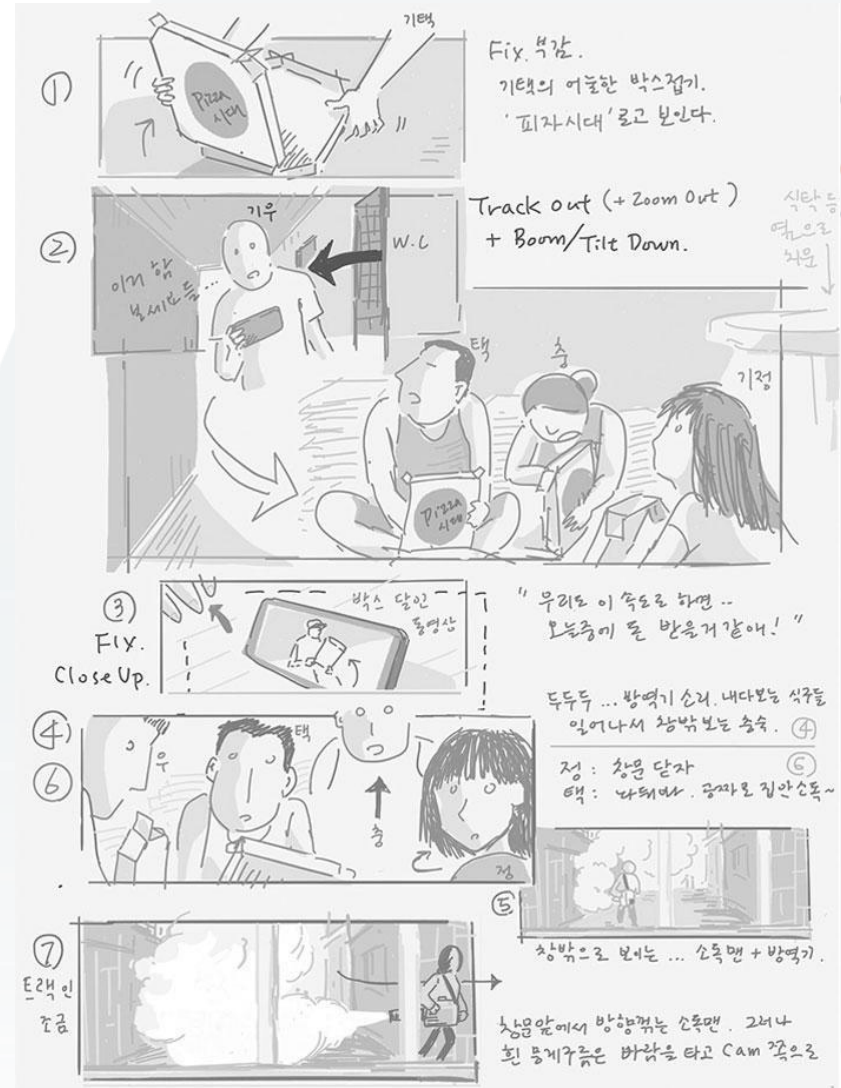 ①
기택
Pizza
시대
Fix. 부감.
기택의 어눌한 박스접기.
'피자시대' 로고 보인다.
②
기우
이거 함
보세요들...
W.C
Track out (+ Zoom Out)
+ Boom/Tilt Down.
식탁 등
옆으로
치운
택
충
기정
Pizza
시대
③
Fix.
Close Up.
박스 달인
동영상
" 우리도 이 속도로 하면..
오늘중에 돈 받을거 같애! "
두두두 ... 방역기 소리. 내다보는 식구들
일어나서 창밖 보는 충숙. ④
④
⑥
우
택
충
정
정 : 창문 닫자 ⑥
택 : 놔둬봐. 공짜로 집안소독~
⑤
창밖으로 보이는 ... 소독맨 + 방역기.
⑦
트랙 인
조금
창문앞에서 방향꺾는 소독맨. 그러나
흰 뭉게구름은 바람을 타고 Cam 쪽으로